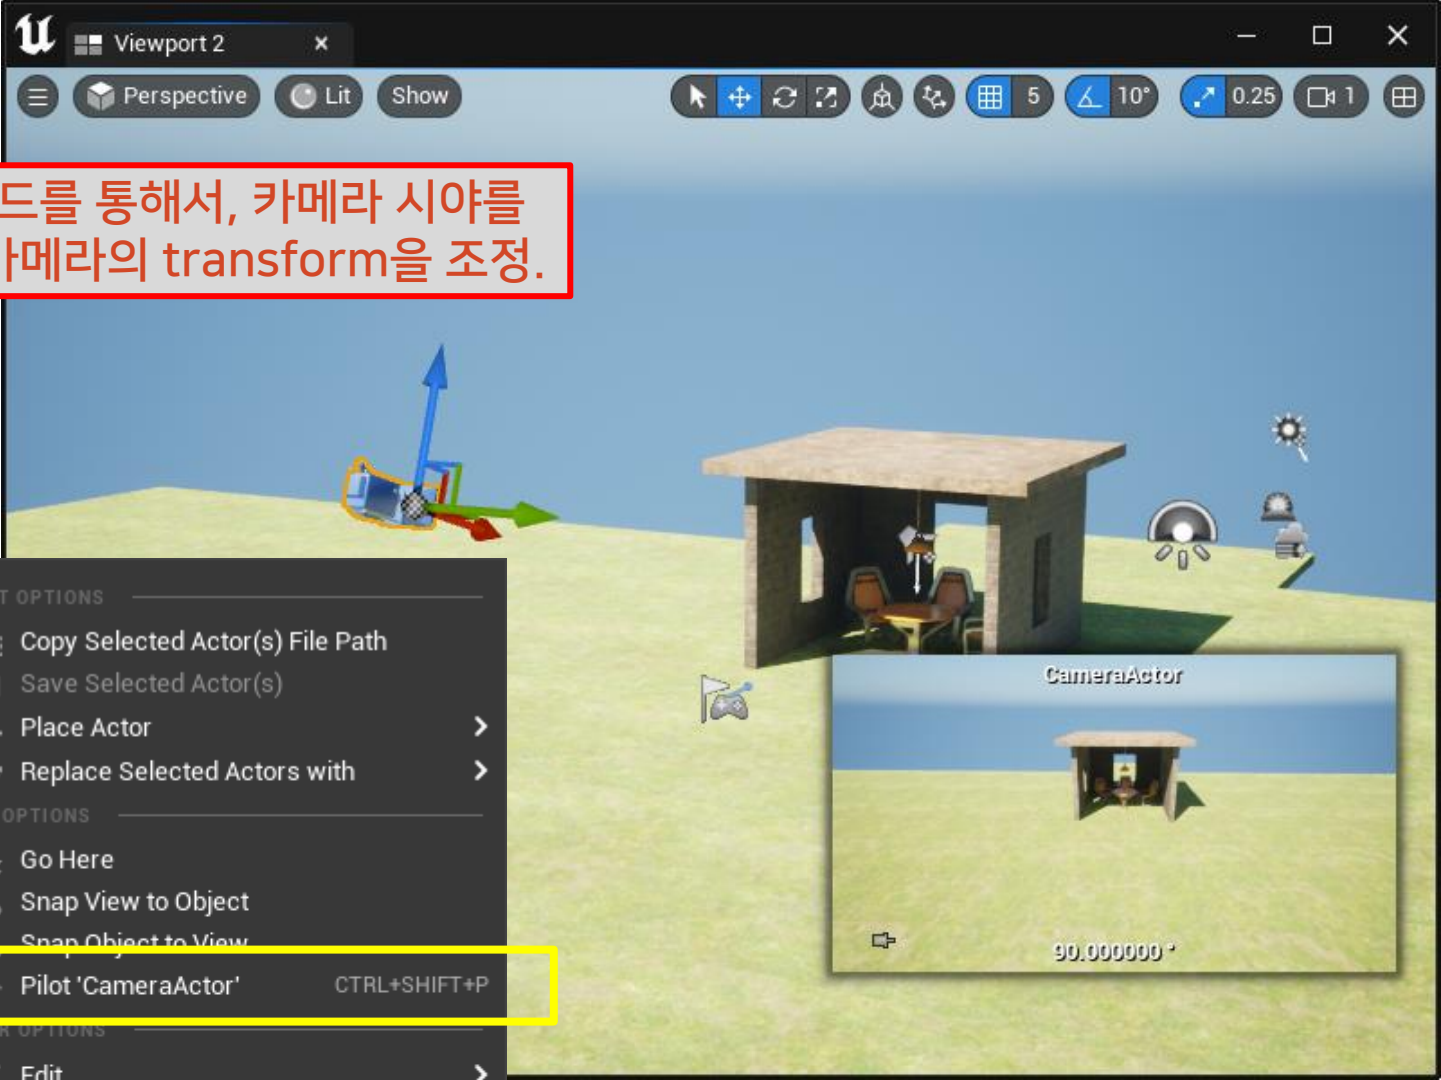 Viewport 2
Perspective Lit Show 5 10° 0.25 1
드를 통해서, 카메라 시야를
카메라의 transform을 조정.
OPTIONS
Copy Selected Actor(s) File Path
Save Selected Actor(s)
Place Actor
Replace Selected Actors with
OPTIONS
Go Here
Snap View to Object
Snap Object to View
Pilot 'CameraActor' CTRL+SHIFT+P
OPTIONS
Edit
CameraActor
90.000000 °